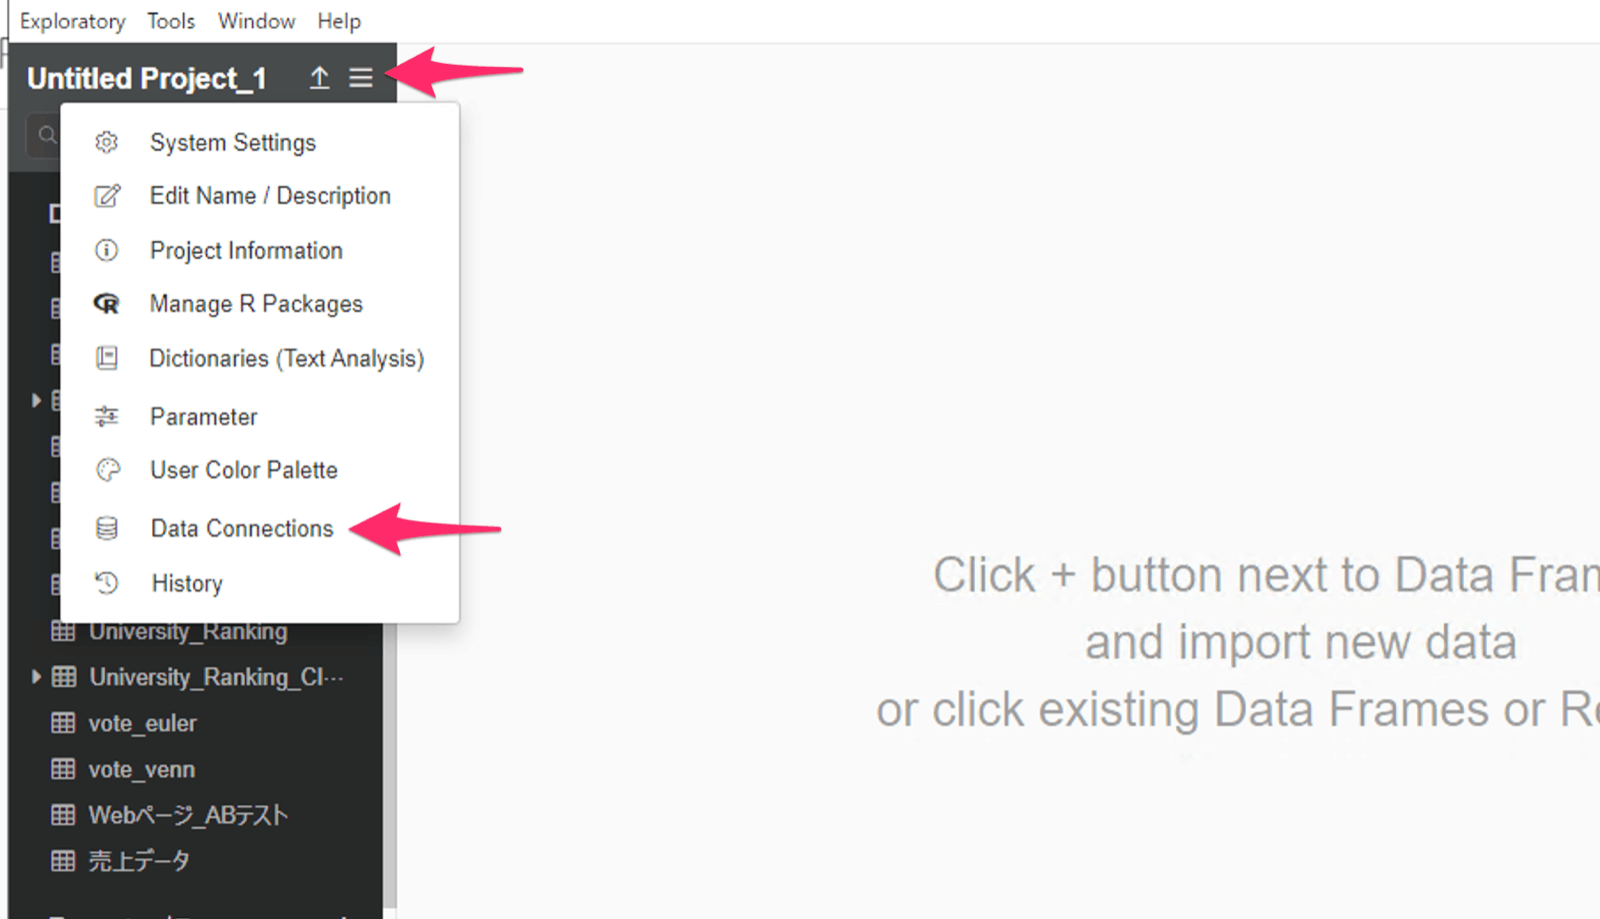 Exploratory Tools Window Help
Untitled Project_1
System Settings
Edit Name / Description
Project Information
Manage R Packages
Dictionaries (Text Analysis)
Parameter
User Color Palette
Data Connections
History
University_Ranking
University_Ranking_Cl···
vote_euler
vote_venn
Webページ_ABテスト
売上データ
Click + button next to Data Fram
and import new data
or click existing Data Frames or Re